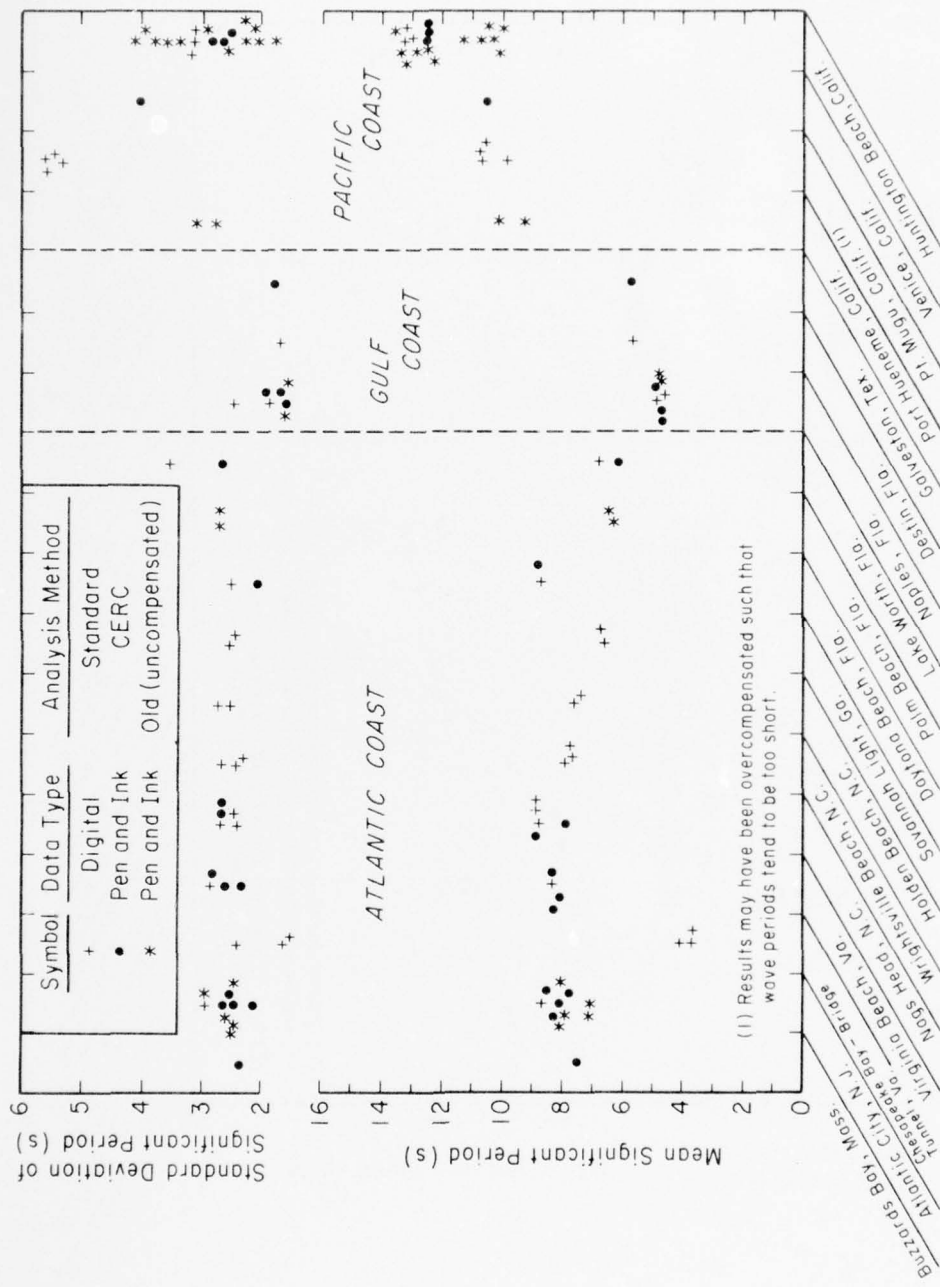 Standard Deviation of
Significant Period (s)
6
5
4
3
2
Symbol Data Type Analysis Method
+ Digital Standard
● Pen and Ink CERC
* Pen and Ink Old (uncompensated)
Mean Significant Period (s)
16
14
12
10
8
6
4
2
0
ATLANTIC COAST
GULF
COAST
PACIFIC
COAST
(1) Results may have been overcompensated such that
wave periods tend to be too short.
Buzzards Bay, Mass.
Atlantic City, N.J.
Chesapeake Bay-Bridge
Tunnel, Va.
Virginia Beach, Va.
Nags Head, N.C.
Wrightsville Beach, N.C.
Holden Beach, N.C.
Savannah Light, Ga.
Daytona Beach, Fla.
Palm Beach, Fla.
Lake Worth, Fla.
Naples, Fla.
Destin, Fla.
Galveston, Tex.
Port Hueneme, Calif. (1)
Pt. Mugu, Calif.
Venice, Calif.
Huntington Beach, Calif.